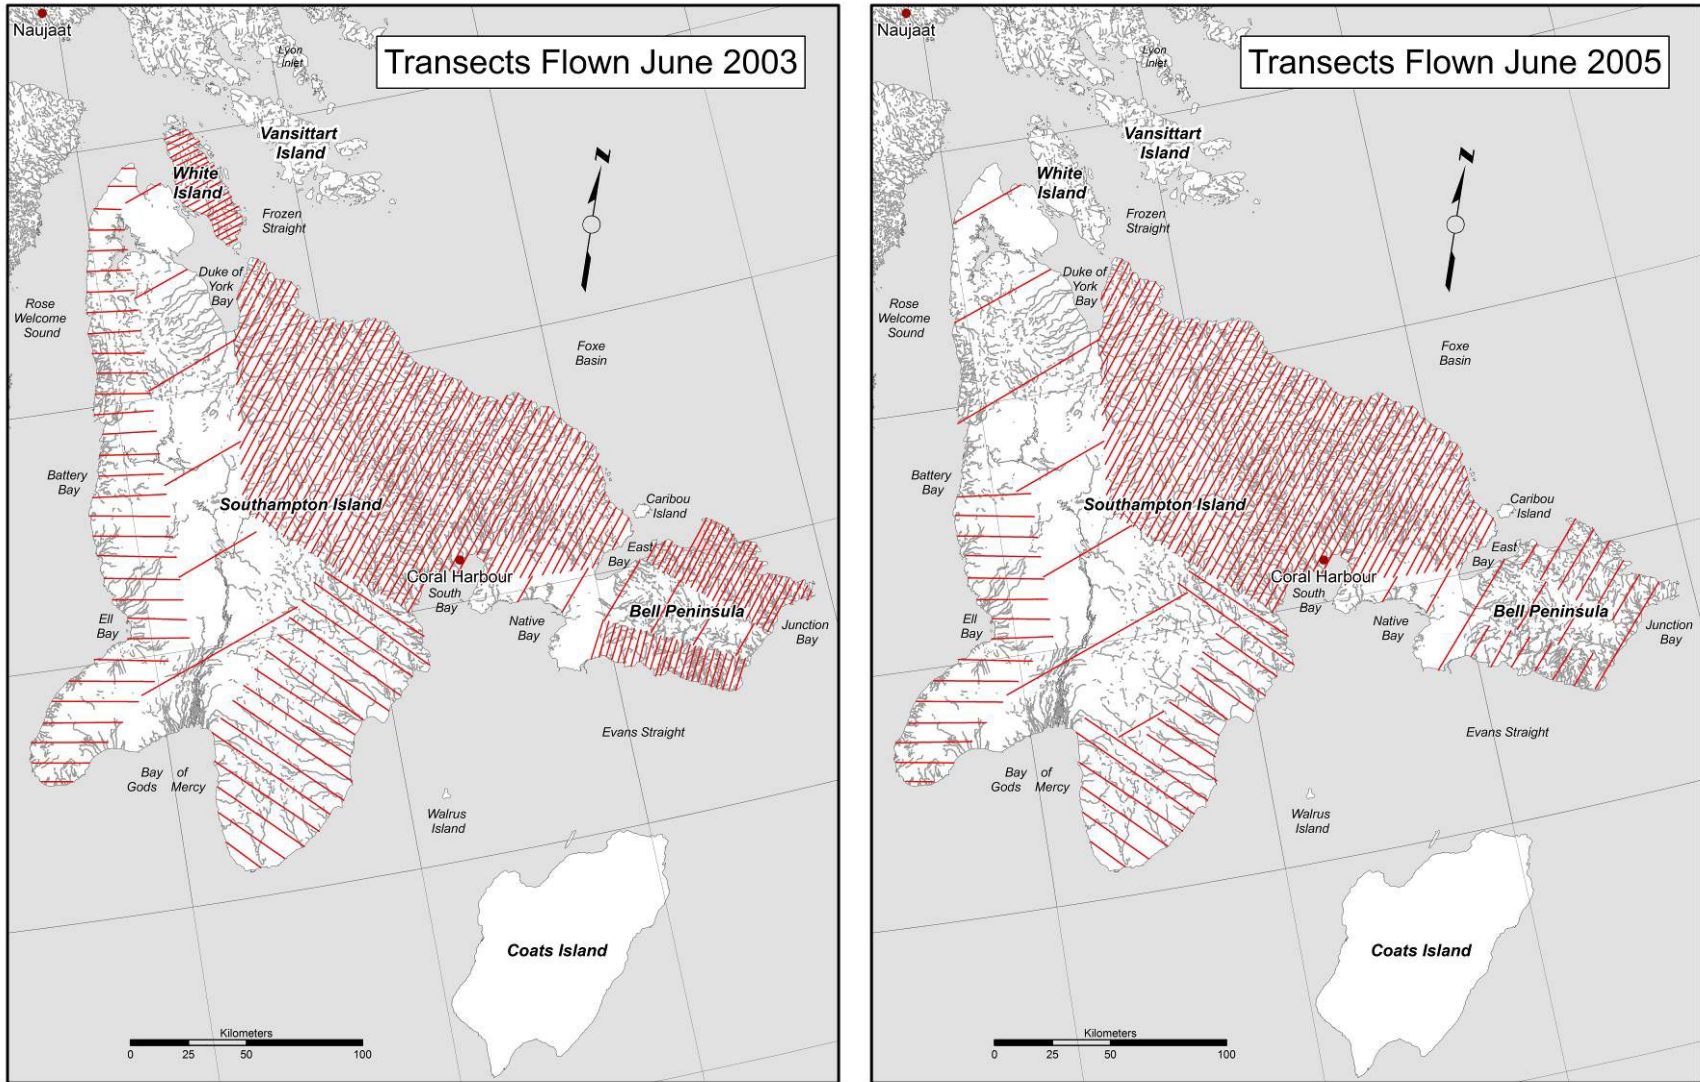 Naujaat
Lyon
Inlet
Transects Flown June 2003
Vansittart
Island
White
Island
Frozen
Straight
N
Duke of
York
Bay
Rose
Welcome
Sound
Foxe
Basin
Battery
Bay
Southampton Island
Caribou
Island
East
Bay
Coral Harbour
South
Bay
Bell Peninsula
Ell
Bay
Native
Bay
Junction
Bay
Evans Straight
Bay of
Gods Mercy
Walrus
Island
Coats Island
Kilometers
0 25 50 100
Naujaat
Lyon
Inlet
Transects Flown June 2005
Vansittart
Island
White
Island
Frozen
Straight
N
Duke of
York
Bay
Rose
Welcome
Sound
Foxe
Basin
Battery
Bay
Southampton Island
Caribou
Island
East
Bay
Coral Harbour
South
Bay
Bell Peninsula
Ell
Bay
Native
Bay
Junction
Bay
Evans Straight
Bay of
Gods Mercy
Walrus
Island
Coats Island
Kilometers
0 25 50 100